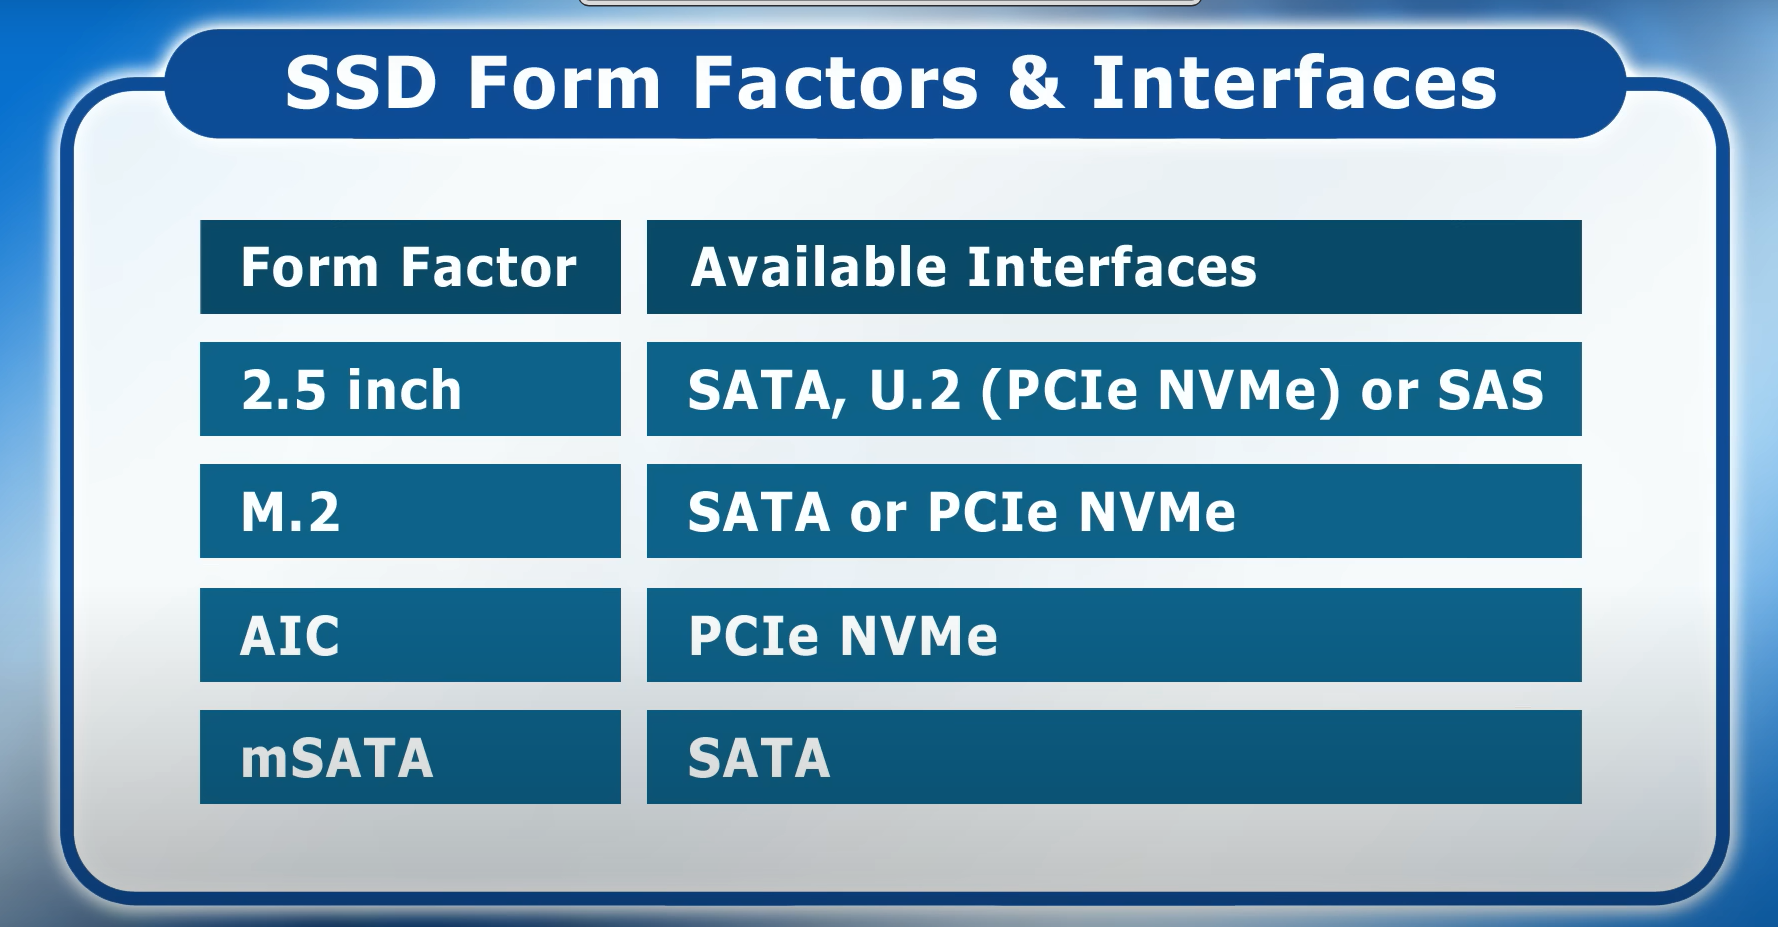 SSD Form Factors & Interfaces
Form Factor Available Interfaces
2.5 inch SATA, U.2 (PCIe NVMe) or SAS
M.2 SATA or PCIe NVMe
AIC PCIe NVMe
mSATA SATA